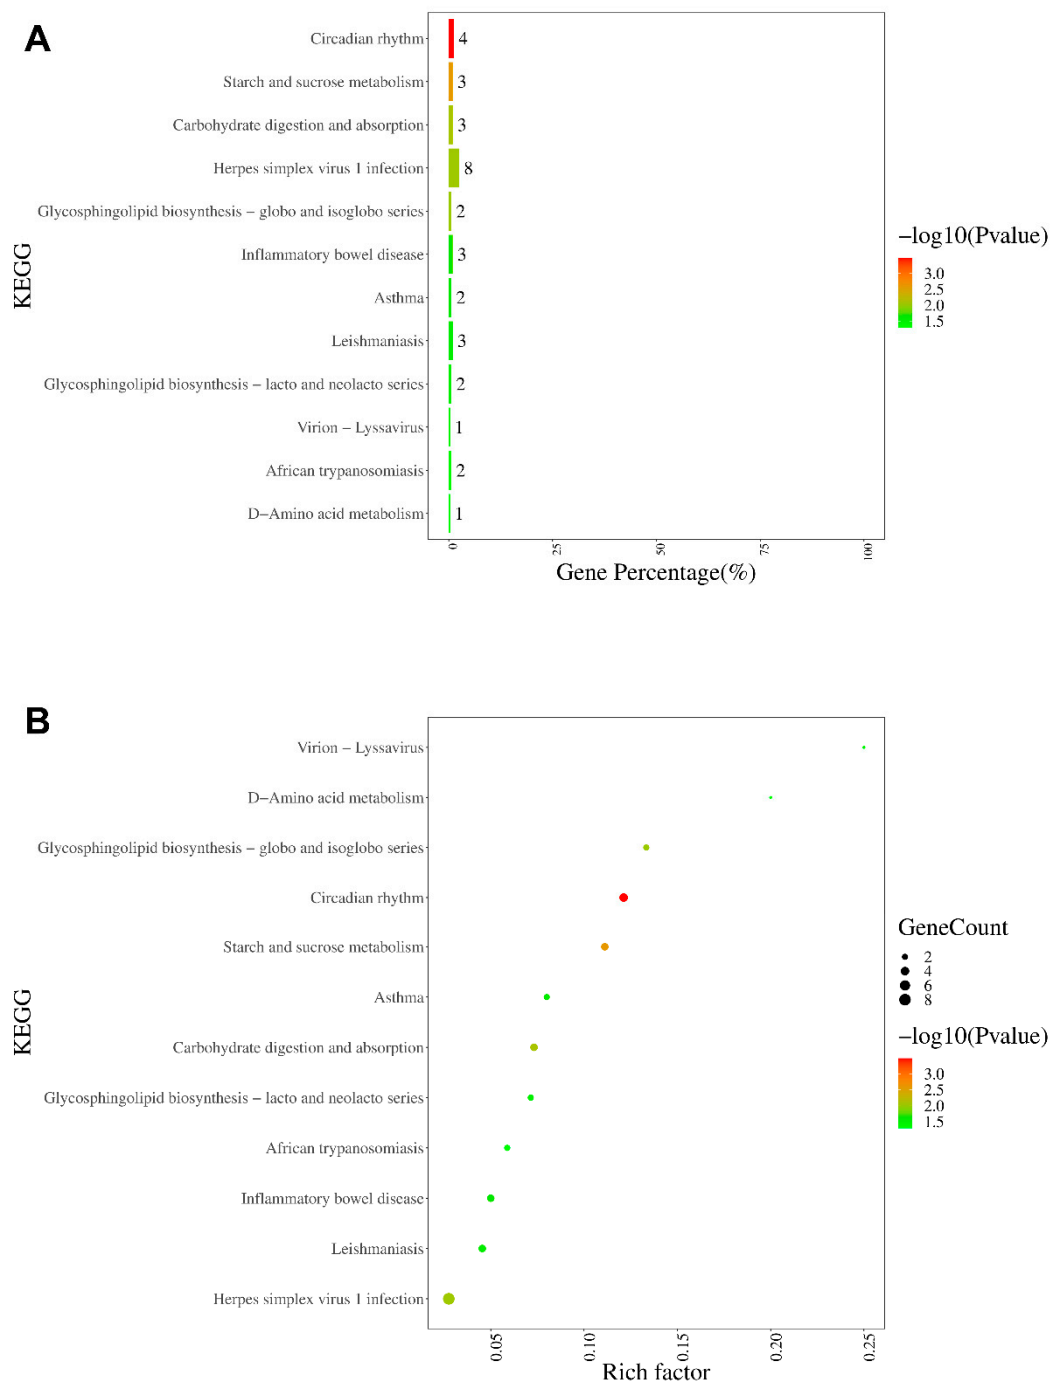 A
Circadian rhythm
4
Starch and sucrose metabolism
3
Carbohydrate digestion and absorption
3
Herpes simplex virus 1 infection
8
Glycosphingolipid biosynthesis − globo and isoglobo series
2
Inflammatory bowel disease
3
Asthma
2
Leishmaniasis
3
Glycosphingolipid biosynthesis − lacto and neolacto series
2
Virion − Lyssavirus
1
African trypanosomiasis
2
D−Amino acid metabolism
1
KEGG
0
25
50
75
100
Gene Percentage(%)
−log10(Pvalue)
3.0
2.5
2.0
1.5
B
Virion − Lyssavirus
D−Amino acid metabolism
Glycosphingolipid biosynthesis − globo and isoglobo series
Circadian rhythm
Starch and sucrose metabolism
Asthma
Carbohydrate digestion and absorption
Glycosphingolipid biosynthesis − lacto and neolacto series
African trypanosomiasis
Inflammatory bowel disease
Leishmaniasis
Herpes simplex virus 1 infection
KEGG
0.05
0.10
0.15
0.20
0.25
Rich factor
GeneCount
2
4
6
8
−log10(Pvalue)
3.0
2.5
2.0
1.5